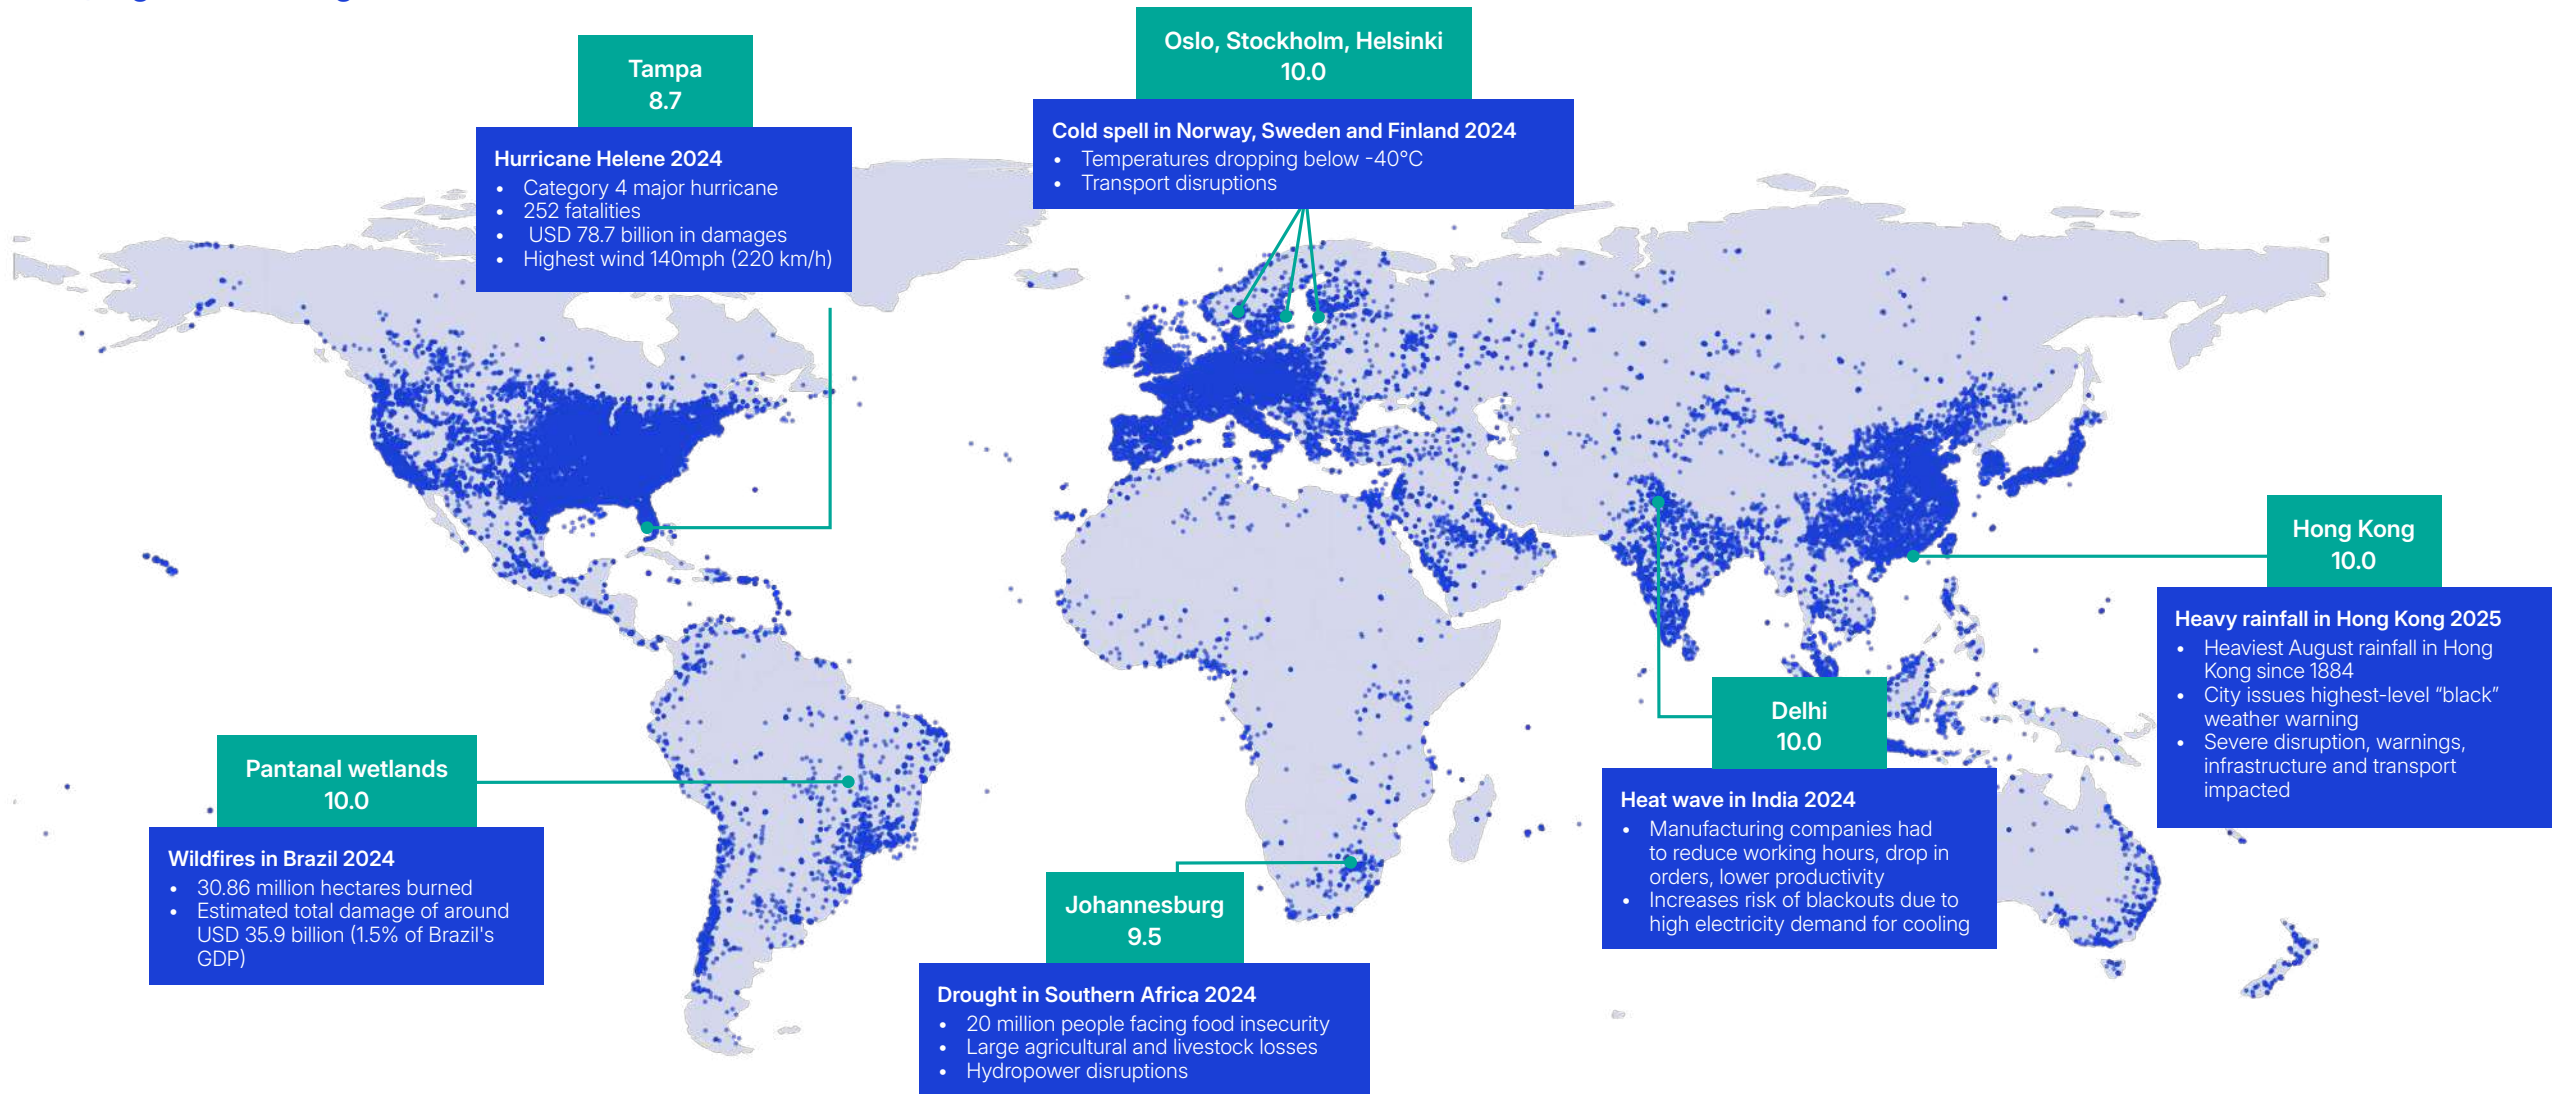 Tampa
8.7
Hurricane Helene 2024
• Category 4 major hurricane
• 252 fatalities
• USD 78.7 billion in damages
• Highest wind 140mph (220 km/h)
Oslo, Stockholm, Helsinki
10.0
Cold spell in Norway, Sweden and Finland 2024
• Temperatures dropping below -40°C
• Transport disruptions
Hong Kong
10.0
Heavy rainfall in Hong Kong 2025
• Heaviest August rainfall in Hong
Kong since 1884
• City issues highest-level “black”
weather warning
• Severe disruption, warnings,
infrastructure and transport
impacted
Delhi
10.0
Heat wave in India 2024
• Manufacturing companies had
to reduce working hours, drop in
orders, lower productivity
• Increases risk of blackouts due to
high electricity demand for cooling
Pantanal wetlands
10.0
Wildfires in Brazil 2024
• 30.86 million hectares burned
• Estimated total damage of around
USD 35.9 billion (1.5% of Brazil's
GDP)
Johannesburg
9.5
Drought in Southern Africa 2024
• 20 million people facing food insecurity
• Large agricultural and livestock losses
• Hydropower disruptions